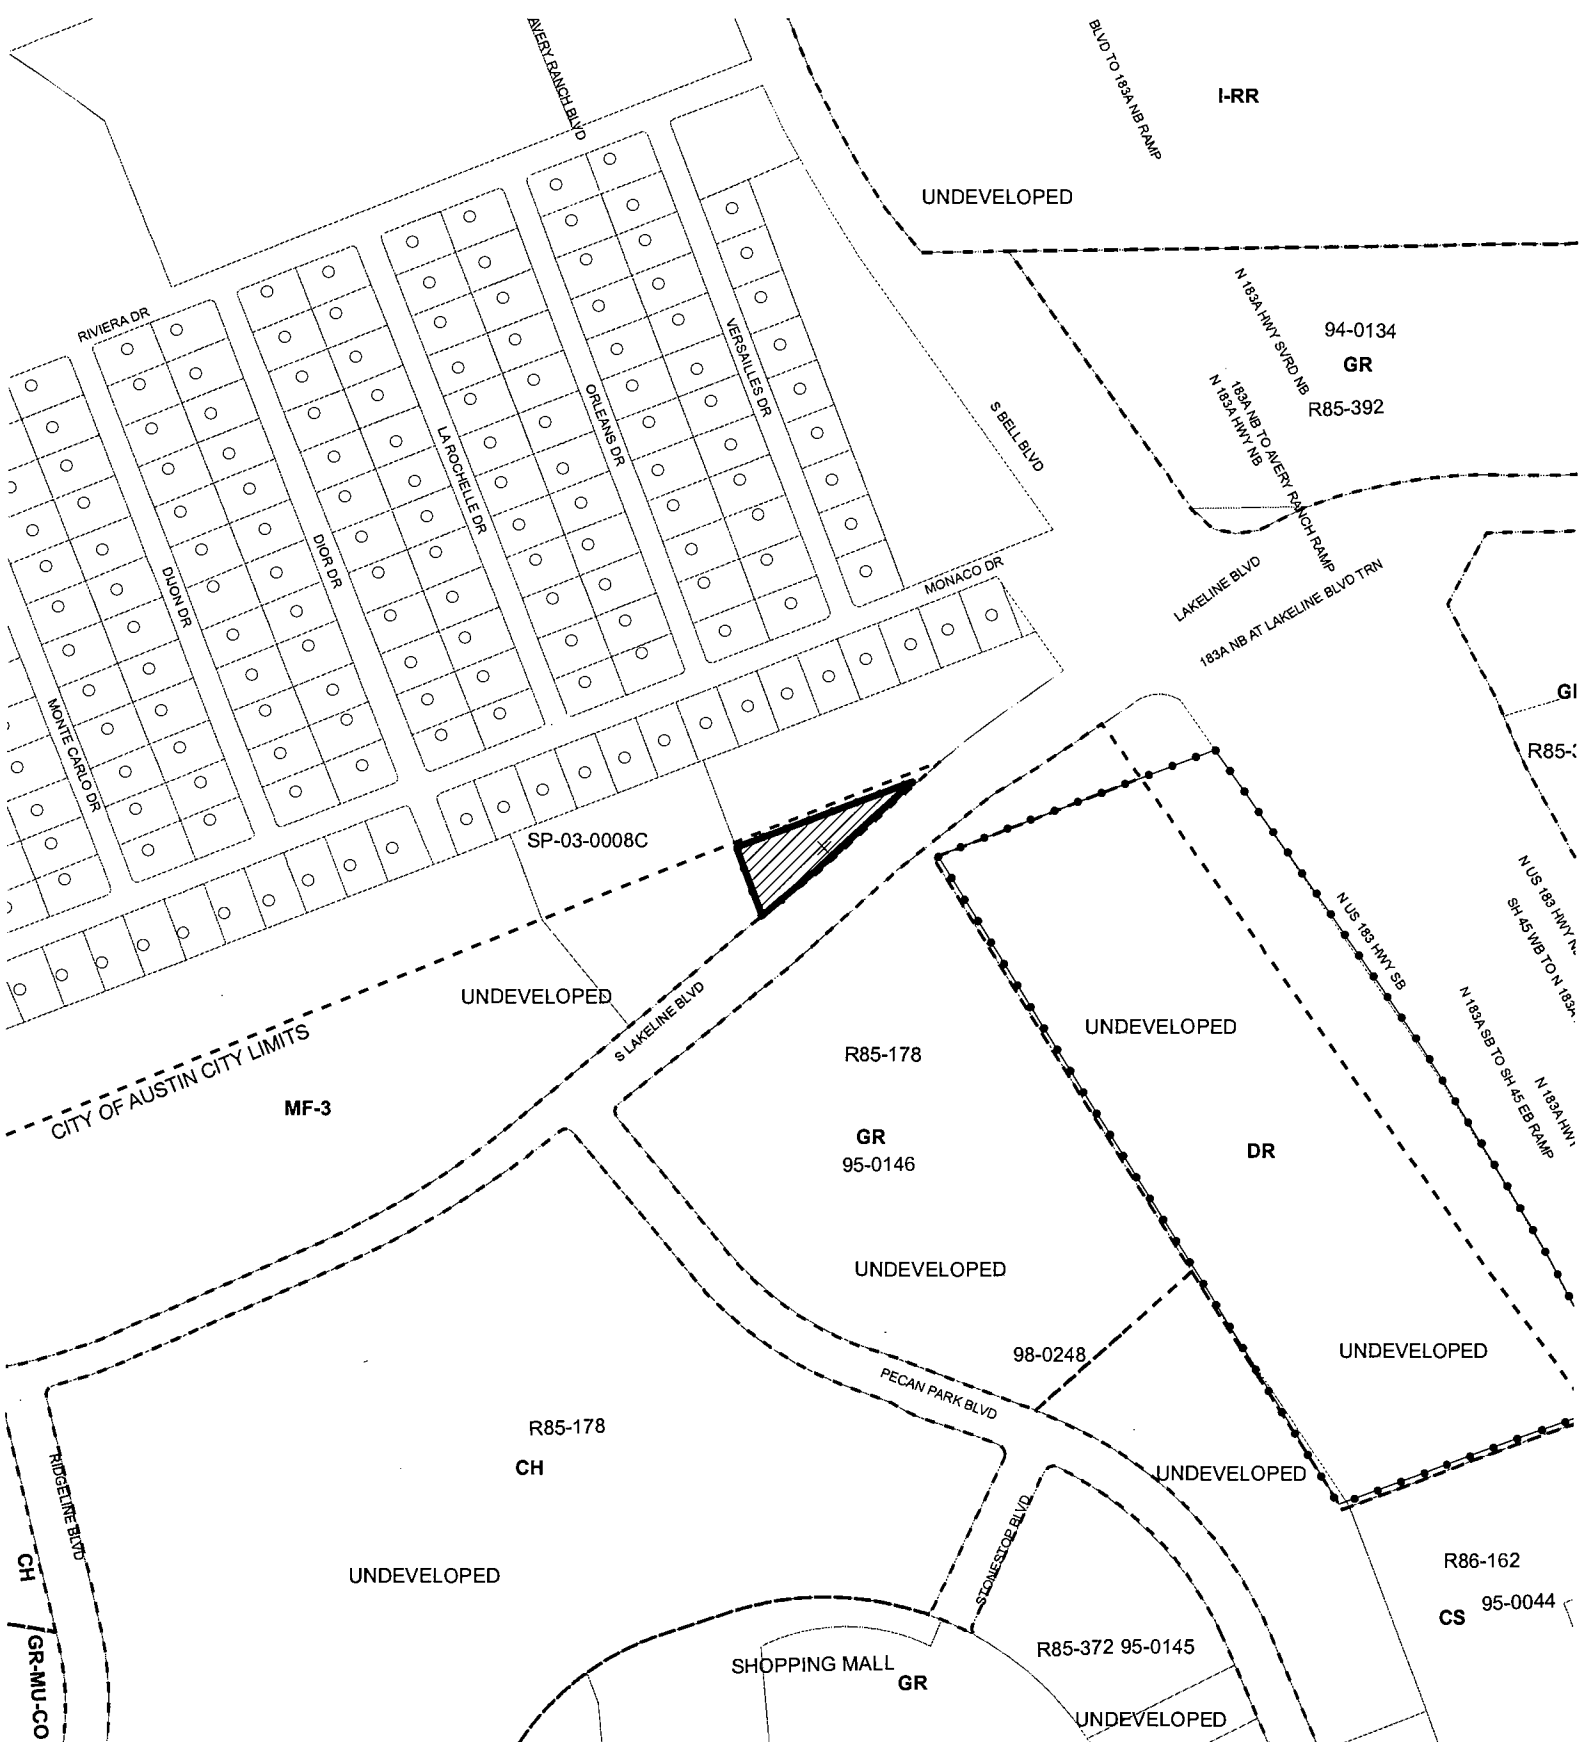 AVERY RANCH BLVD
BLVD TO 183A NB RAMP
I-RR
UNDEVELOPED
RIVIERA DR
N 183A HWY SVRD NB
94-0134
GR
R85-392
183A NB TO AVERY RANCH RAMP
N 183A HWY NB
VERSAILLES DR
ORLEANS DR
S BELL BLVD
LA ROCHELLE DR
DIOR DR
DIJON DR
MONACO DR
LAKELINE BLVD
183A NB AT LAKELINE BLVD TRN
MONTE CARLO DR
R85-3
SP-03-0008C
N US 183 HWY SB
N US 183 HWY N
SH 45 WB TO N 183A
UNDEVELOPED
S LAKELINE BLVD
N 183A SB TO SH 45 EB RAMP
N 183A HWY
UNDEVELOPED
CITY OF AUSTIN CITY LIMITS
R85-178
MF-3
GR
95-0146
DR
UNDEVELOPED
98-0248
UNDEVELOPED
PECAN PARK BLVD
R85-178
CH
UNDEVELOPED
RIDGELINE BLVD
STONESTOP BLVD
CH
UNDEVELOPED
R86-162
CS 95-0044
GR-MU-CO
R85-372 95-0145
SHOPPING MALL
GR
UNDEVELOPED